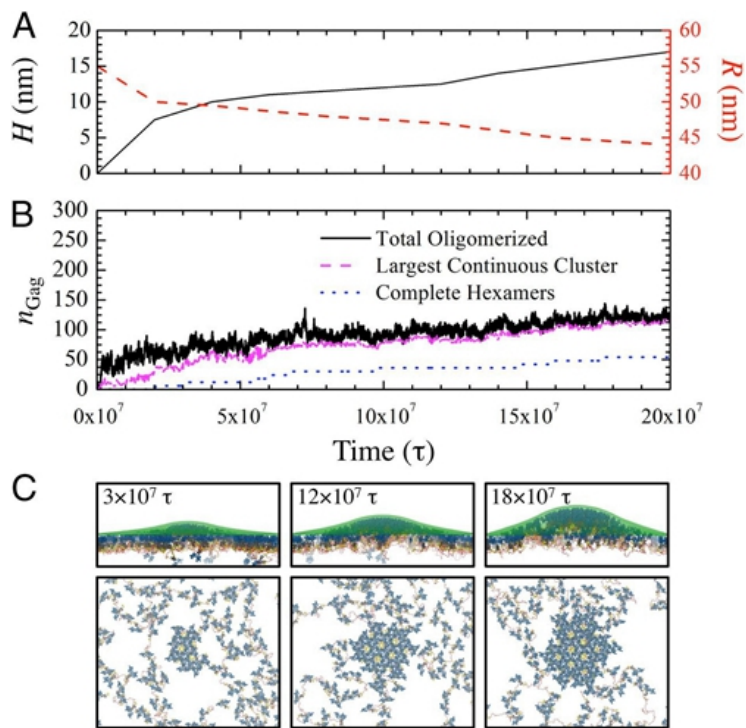 A
20
15
10
5
0
H (nm)
60
55
50
45
40
R (nm)
B
300
250
200
150
100
50
0
n_Gag
Total Oligomerized
Largest Continuous Cluster
Complete Hexamers
0x10⁷ 5x10⁷ 10x10⁷ 15x10⁷ 20x10⁷
Time (τ)
C
3×10⁷ τ 12×10⁷ τ 18×10⁷ τ